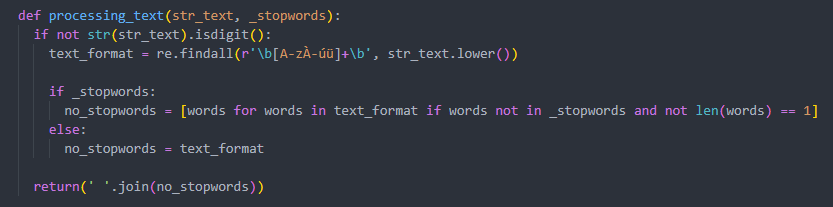 def processing_text(str_text, _stopwords):
  if not str(str_text).isdigit():
    text_format = re.findall(r'\b[A-zÀ-úü]+\b', str_text.lower())

    if _stopwords:
      no_stopwords = [words for words in text_format if words not in _stopwords and not len(words) == 1]
    else:
      no_stopwords = text_format

  return(' '.join(no_stopwords))